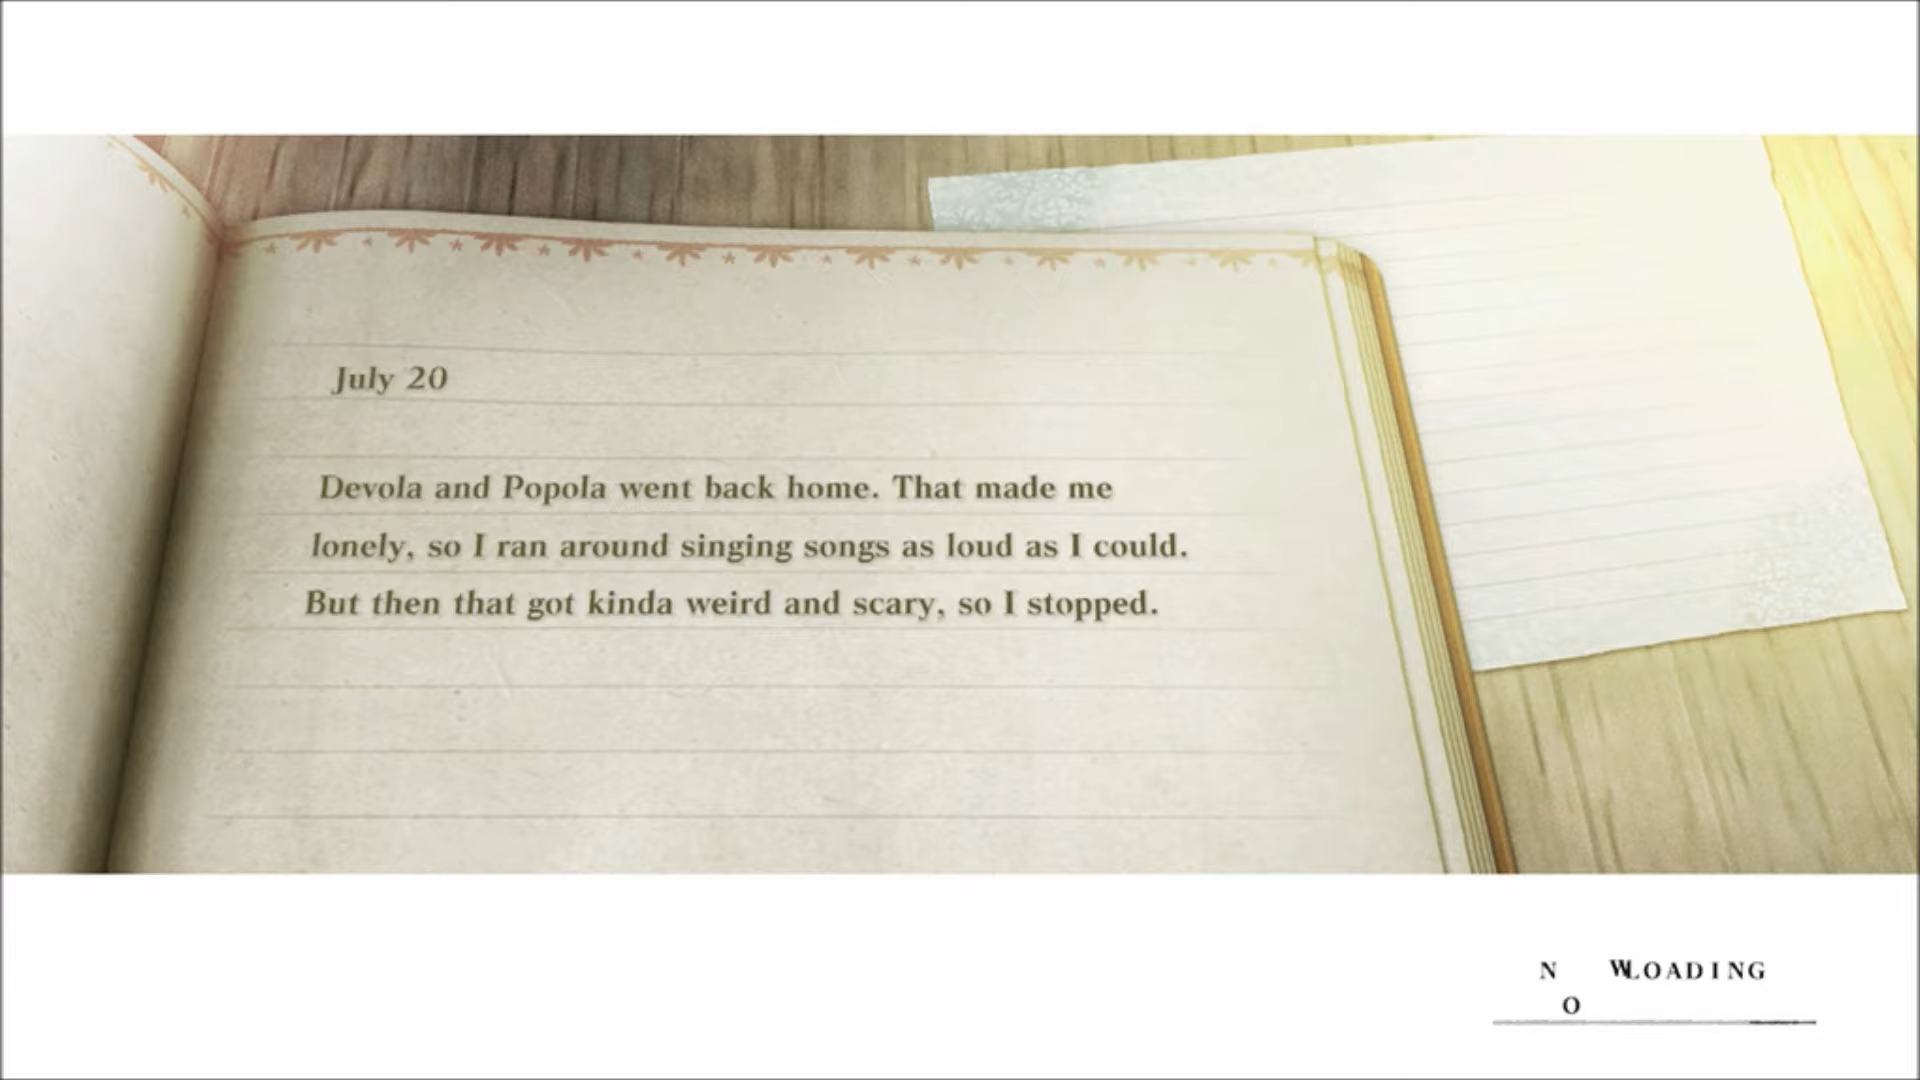 July 20
Devola and Popola went back home. That made me
lonely, so I ran around singing songs as loud as I could.
But then that got kinda weird and scary, so I stopped.
NOW LOADING